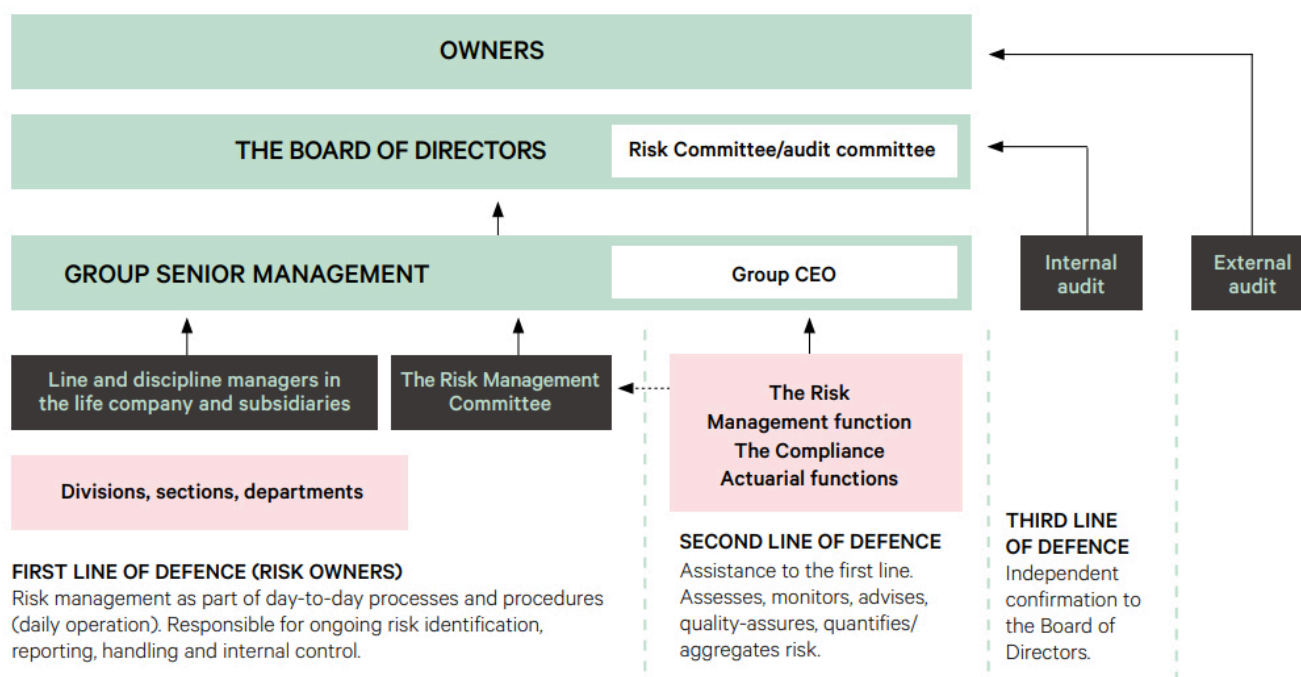 OWNERS
THE BOARD OF DIRECTORS
Risk Committee/audit committee
GROUP SENIOR MANAGEMENT
Group CEO
Internal
audit
External
audit
Line and discipline managers in
the life company and subsidiaries
The Risk Management
Committee
The Risk
Management function
The Compliance
Actuarial functions
Divisions, sections, departments
FIRST LINE OF DEFENCE (RISK OWNERS)
Risk management as part of day-to-day processes and procedures
(daily operation). Responsible for ongoing risk identification,
reporting, handling and internal control.
SECOND LINE OF DEFENCE
Assistance to the first line.
Assesses, monitors, advises,
quality-assures, quantifies/
aggregates risk.
THIRD LINE
OF DEFENCE
Independent
confirmation to
the Board of
Directors.